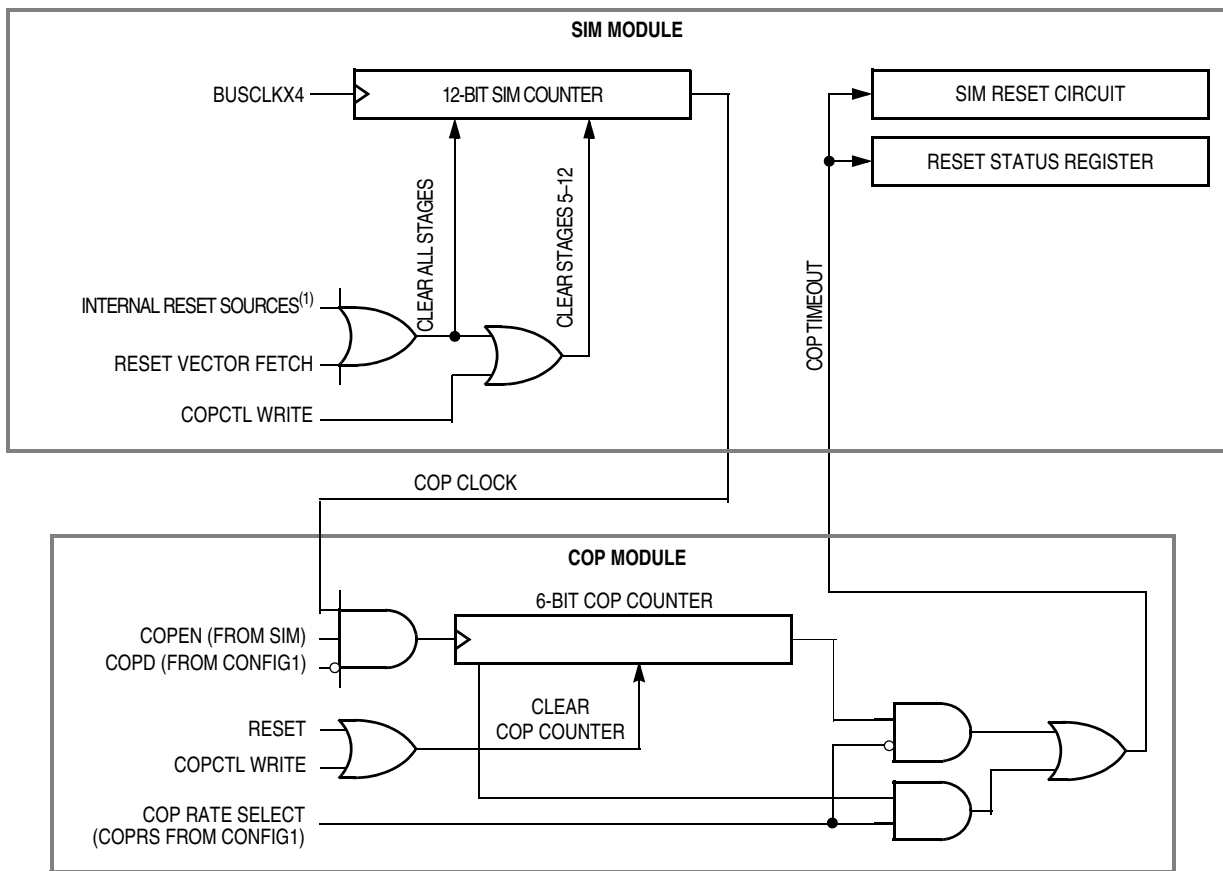 SIM MODULE
BUSCLKX4
12-BIT SIM COUNTER
SIM RESET CIRCUIT
RESET STATUS REGISTER
CLEAR ALL STAGES
CLEAR STAGES 5–12
COP TIMEOUT
INTERNAL RESET SOURCES(1)
RESET VECTOR FETCH
COPCTL WRITE
COP CLOCK
COP MODULE
6-BIT COP COUNTER
COPEN (FROM SIM)
COPD (FROM CONFIG1)
CLEAR
COP COUNTER
RESET
COPCTL WRITE
COP RATE SELECT
(COPRS FROM CONFIG1)